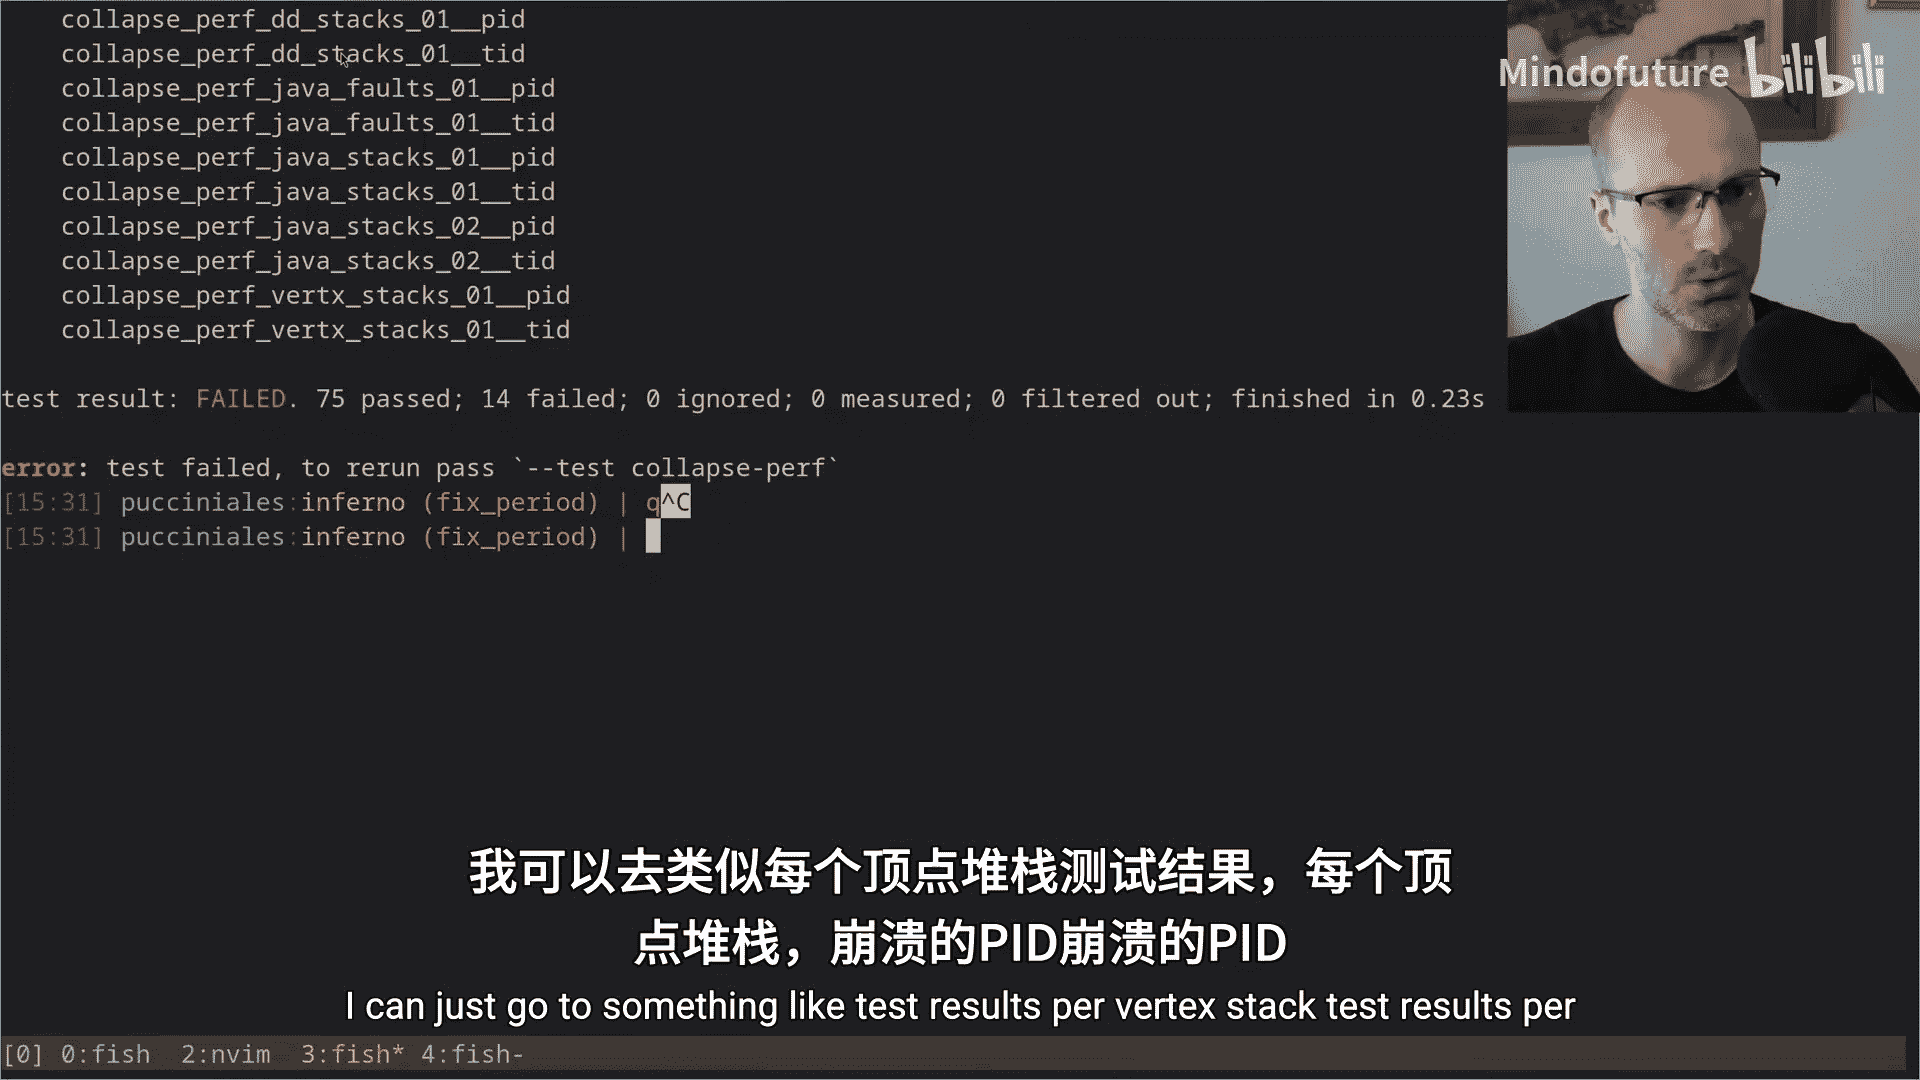 collapse_perf_dd_stacks_01__pid
collapse_perf_dd_stacks_01__tid
collapse_perf_java_faults_01__pid
collapse_perf_java_faults_01__tid
collapse_perf_java_stacks_01__pid
collapse_perf_java_stacks_01__tid
collapse_perf_java_stacks_02__pid
collapse_perf_java_stacks_02__tid
collapse_perf_vertx_stacks_01__pid
collapse_perf_vertx_stacks_01__tid
Mindofuture bilibili
test result: FAILED. 75 passed; 14 failed; 0 ignored; 0 measured; 0 filtered out; finished in 0.23s
error: test failed, to rerun pass `--test collapse-perf`
[15:31] pucciniales:inferno (fix_period) | q^C
[15:31] pucciniales:inferno (fix_period) |
我可以去类似每个顶点堆栈测试结果，每个顶
点堆栈，崩溃的PID崩溃的PID
I can just go to something like test results per vertex stack test results per
[0] 0:fish 2:nvim 3:fish* 4:fish-